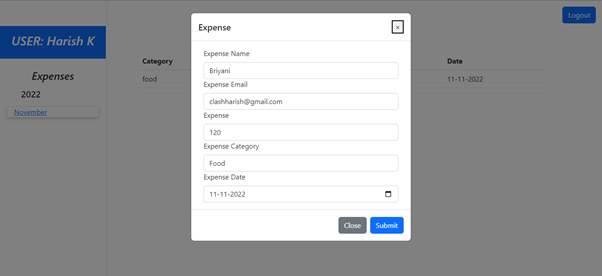 Logout
USER: Harish K
Expenses
2022
November
Category
Date
food
11-11-2022
Expense
×
Expense Name
Briyani
Expense Email
clashharish@gmail.com
Expense
120
Expense Category
Food
Expense Date
11-11-2022
Close Submit